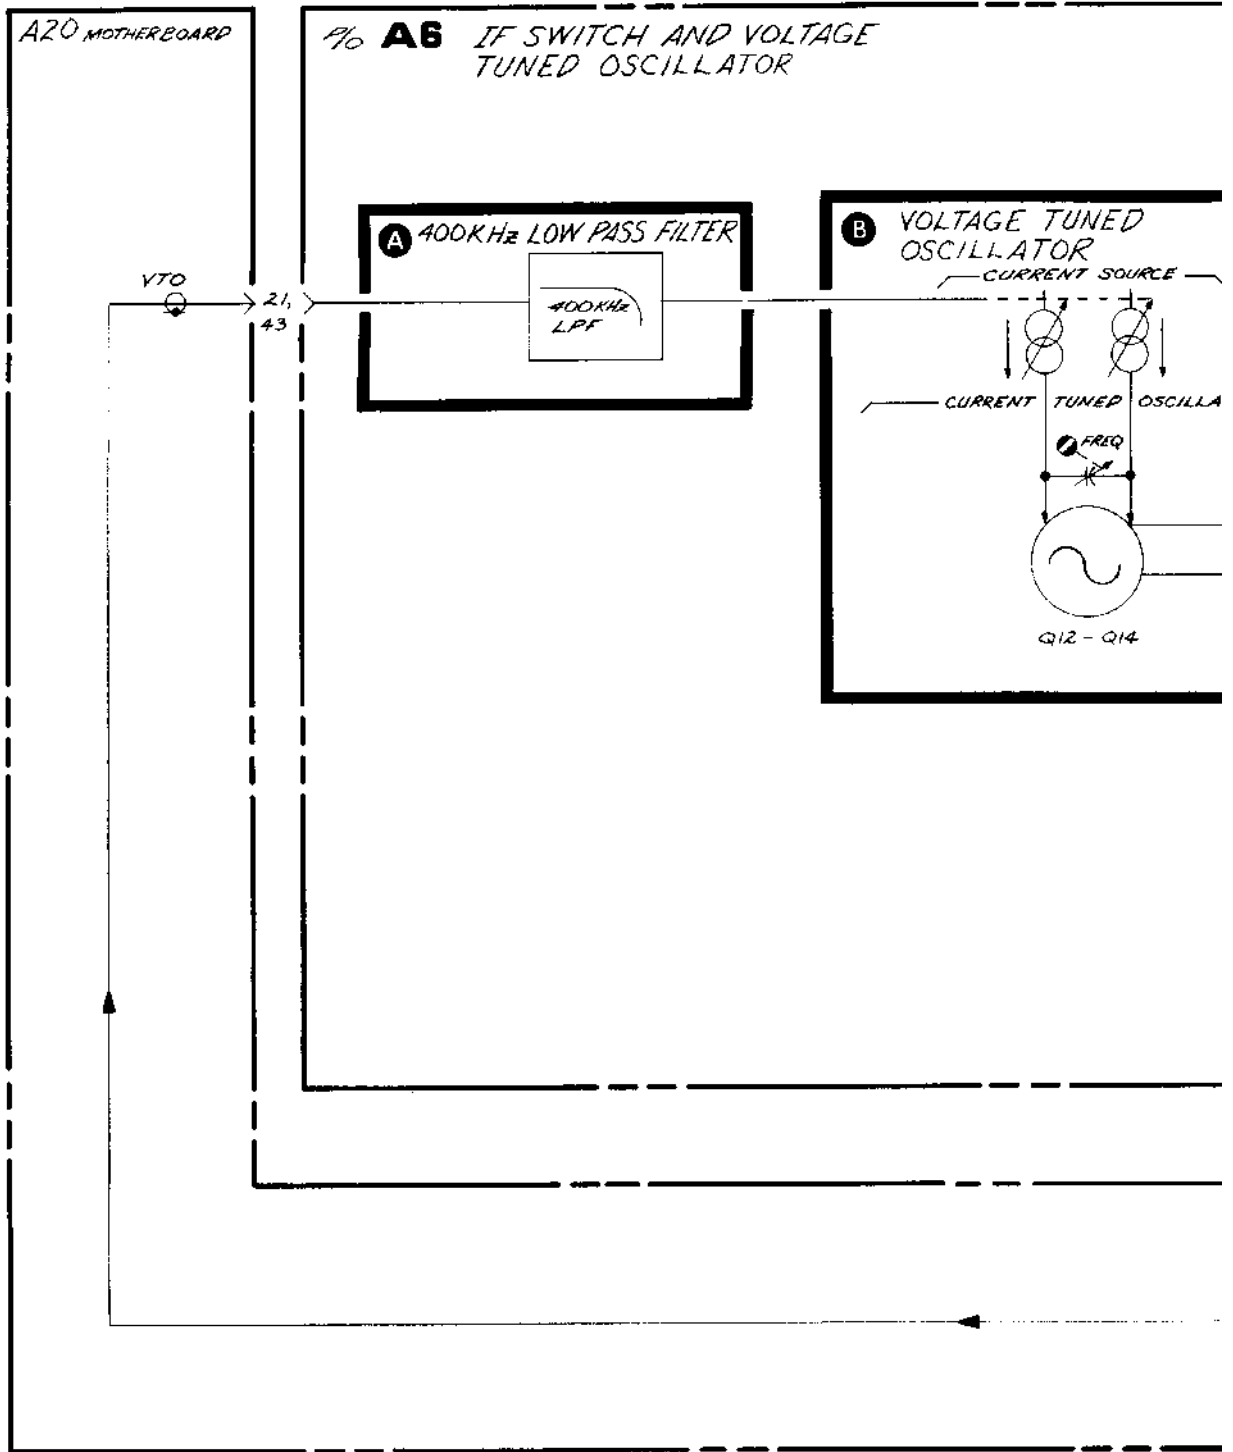 A20 MOTHERBOARD
P/O A6 IF SWITCH AND VOLTAGE
TUNED OSCILLATOR
A 400KHz LOW PASS FILTER
B VOLTAGE TUNED
OSCILLATOR
CURRENT SOURCE
VTO
21,
43
400KHz
LPF
CURRENT TUNED OSCILLA
FREQ
Q12 - Q14